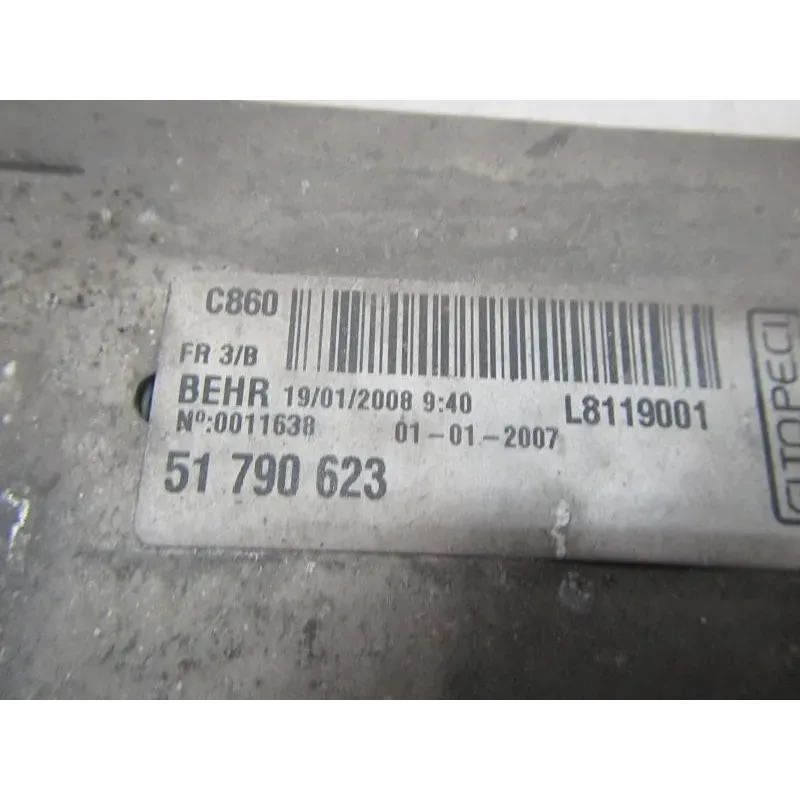 C860
FR 3/B
BEHR 19/01/2008 9:40 L8119001
Nº:0011638 01-01-2007
51 790 623